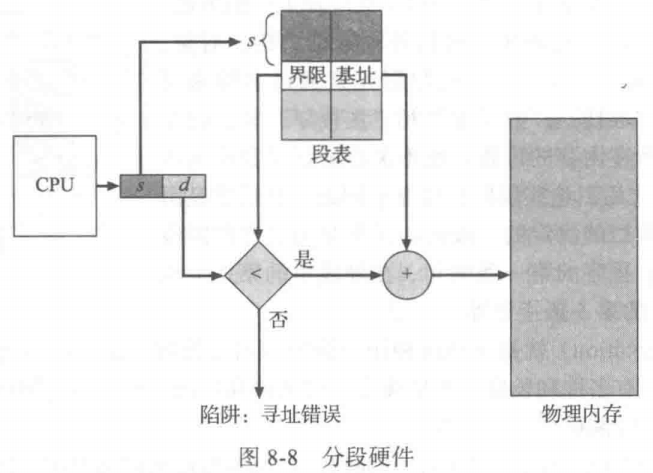 s
界限 基址
段表
CPU
s d
<
是
+
否
陷阱：寻址错误
物理内存
图 8-8 分段硬件